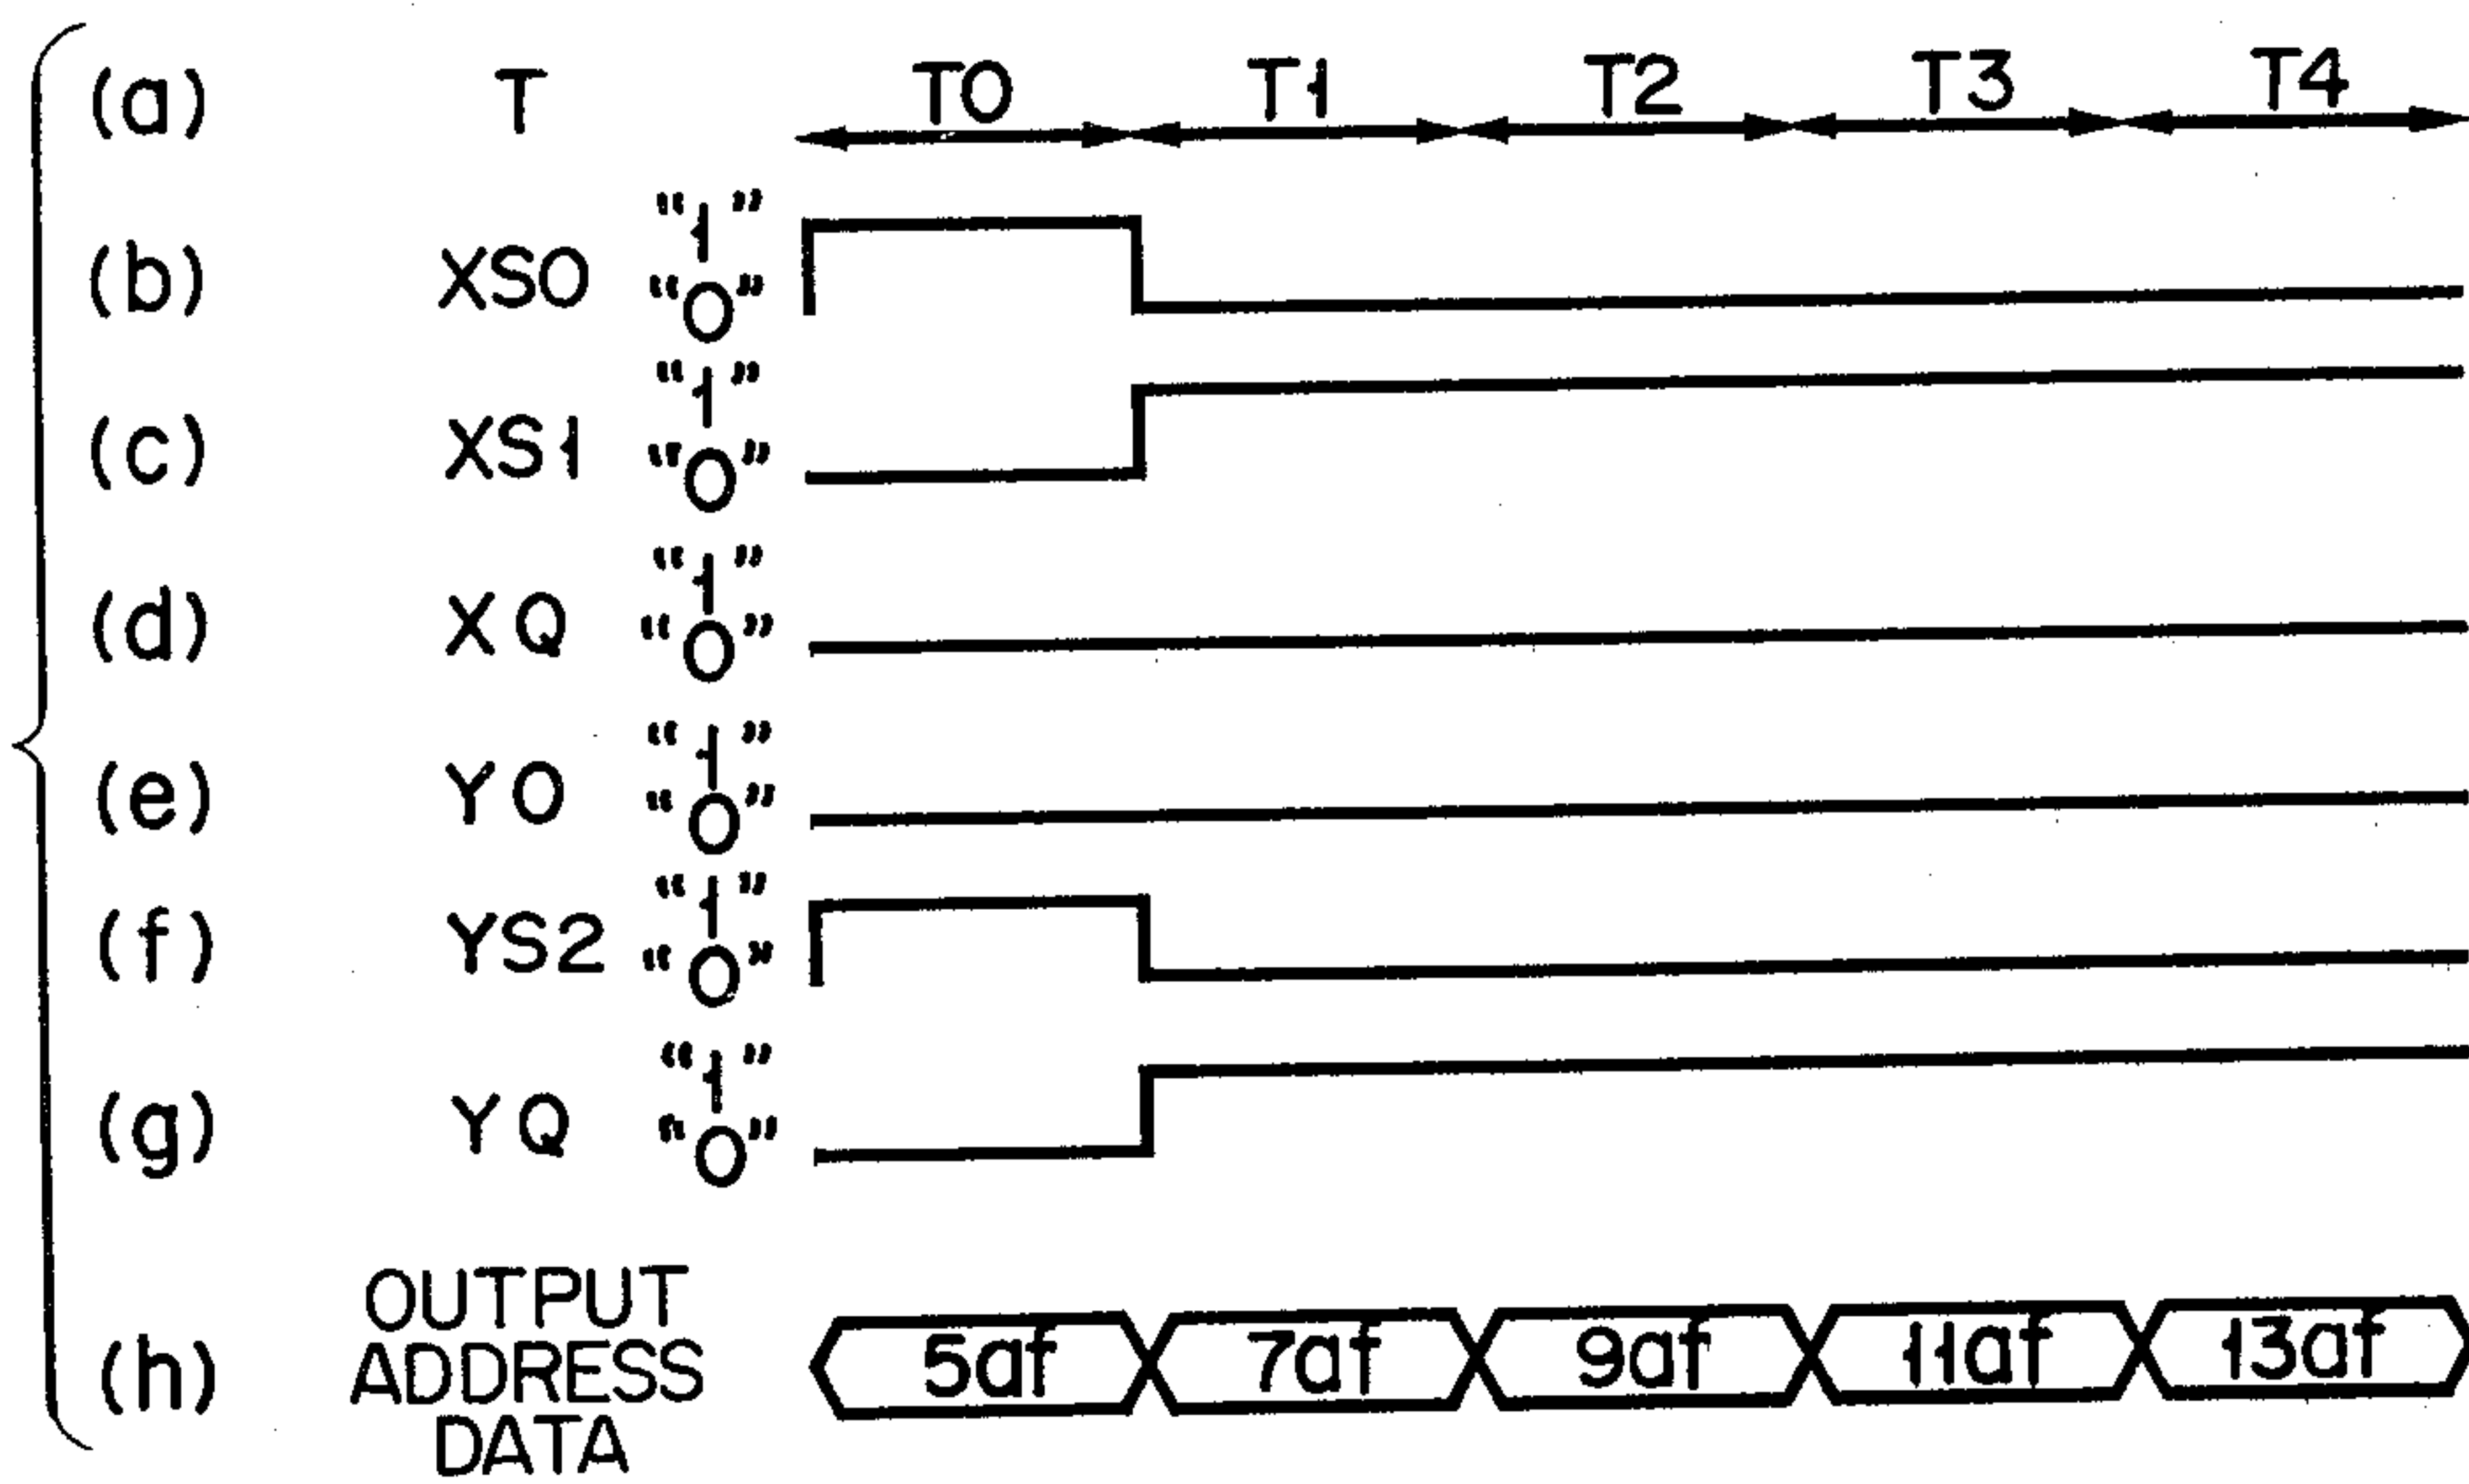 (a) T T0 T1 T2 T3 T4
(b) XS0 “1” “0”
(c) XS1 “1” “0”
(d) XQ “1” “0”
(e) Y0 “1” “0”
(f) YS2 “1” “0”
(g) YQ “1” “0”
(h) OUTPUT
ADDRESS
DATA
5af 7af 9af 11af 13af